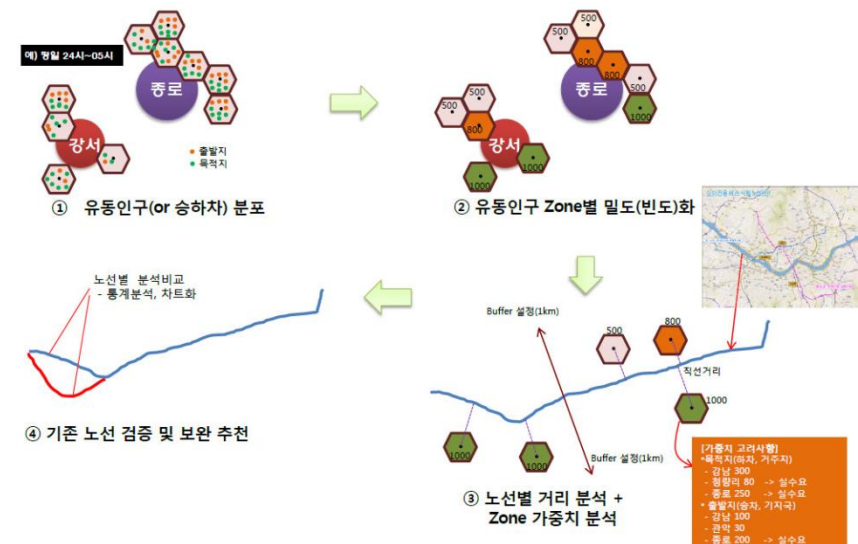 예) 평일 24시~05시
종로
강서
출발지
목적지
① 유동인구(or 승하차) 분포
500
500
800
800
종로
500
1000
500
500
800
강서
1000
1000
② 유동인구 Zone별 밀도(빈도)화
노선별 분석비교
- 통계분석, 차트화
④ 기존 노선 검증 및 보완 추천
Buffer 설정(1km)
500
800
직선거리
1000
1000
1000
Buffer 설정(1km)
③ 노선별 거리 분석 +
Zone 가중치 분석
[가중치 고려사항]
•목적지(하차, 거주지)
- 강남 300
- 청량리 80 -> 실수요
- 종로 250 -> 실수요
• 출발지(승차, 기지국)
- 강남 100
- 관악 30
- 종로 200 -> 실수요